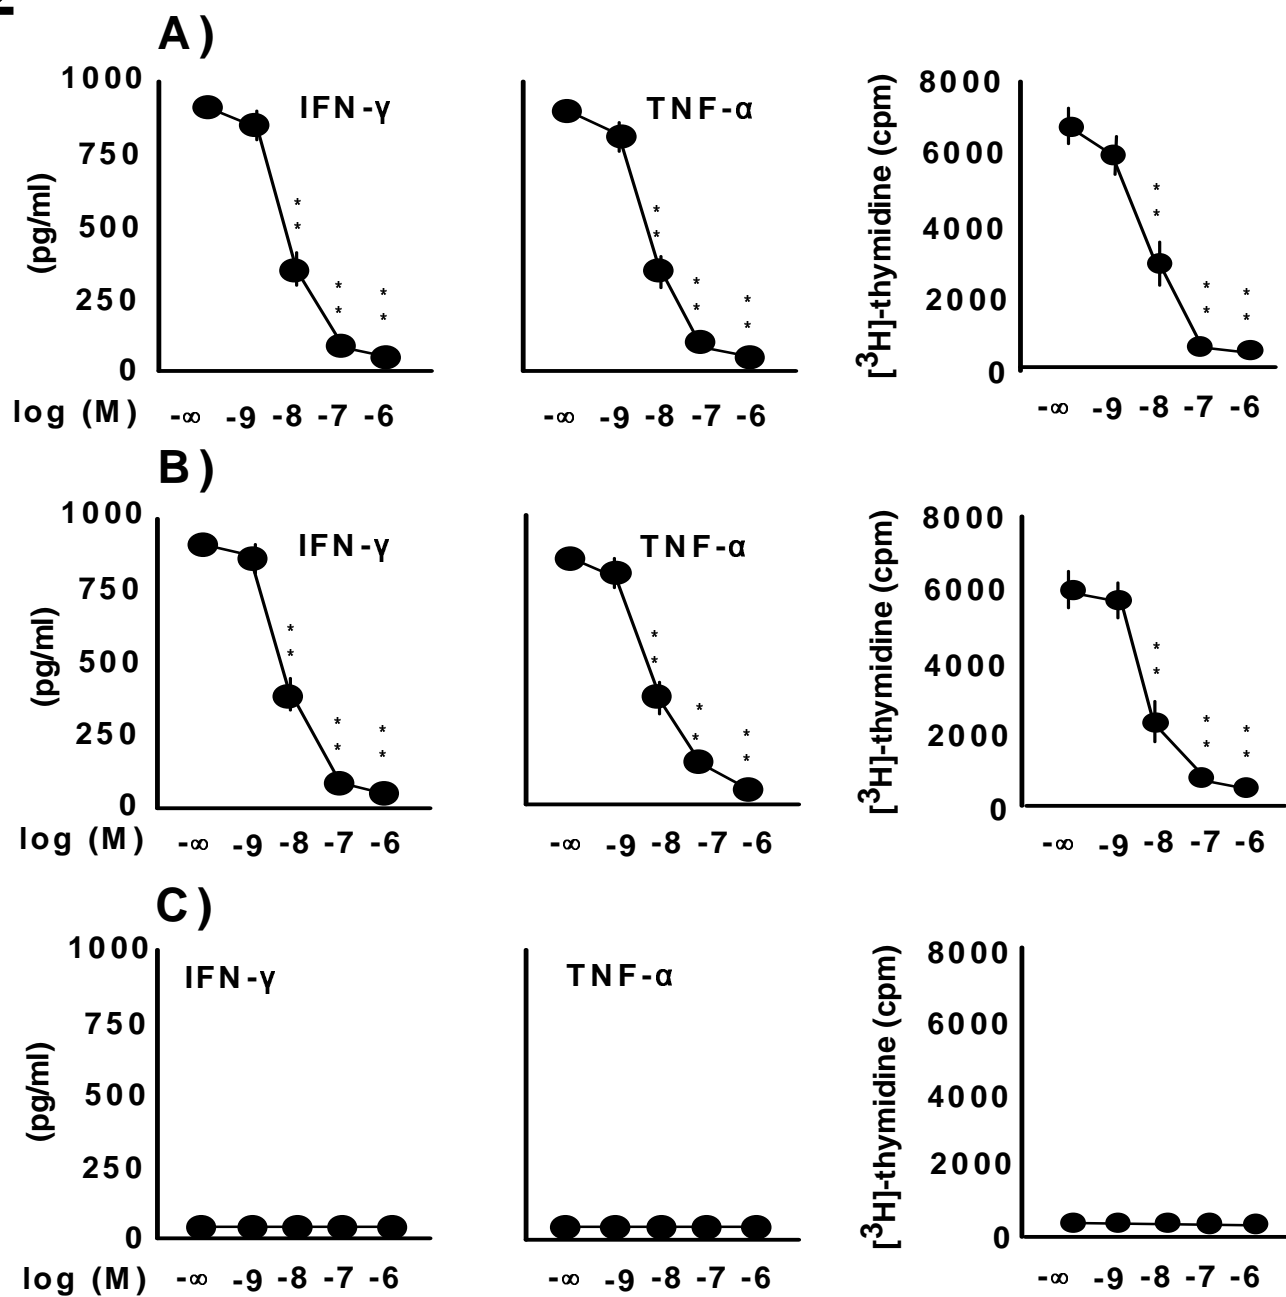 A)
1000
750
500
250
0
(pg/ml)
IFN-γ
* *
* *
* *
log (M) -∞ -9 -8 -7 -6
TNF-α
* *
* *
* *
-∞ -9 -8 -7 -6
8000
6000
4000
2000
0
[3H]-thymidine (cpm)
* *
* *
* *
-∞ -9 -8 -7 -6
B)
1000
750
500
250
0
(pg/ml)
IFN-γ
* *
* *
* *
log (M) -∞ -9 -8 -7 -6
TNF-α
* *
* *
* *
-∞ -9 -8 -7 -6
8000
6000
4000
2000
0
[3H]-thymidine (cpm)
* *
* *
* *
-∞ -9 -8 -7 -6
C)
1000
750
500
250
0
(pg/ml)
IFN-γ
log (M) -∞ -9 -8 -7 -6
TNF-α
-∞ -9 -8 -7 -6
8000
6000
4000
2000
0
[3H]-thymidine (cpm)
-∞ -9 -8 -7 -6